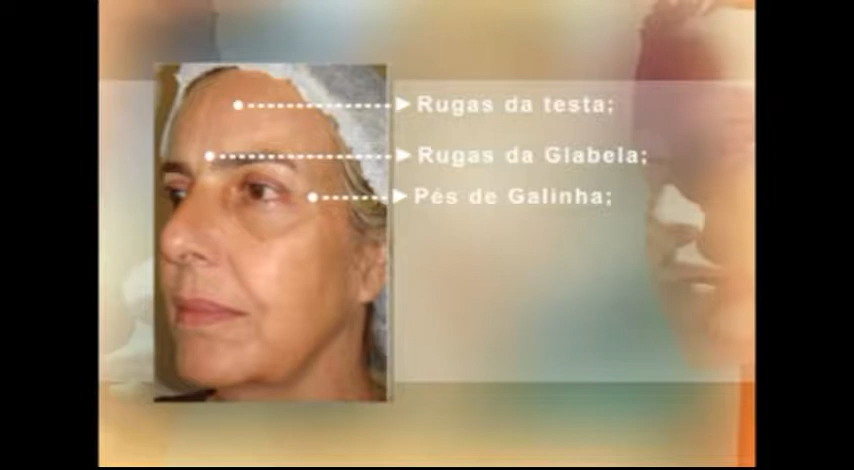 Rugas da testa;
Rugas da Glabela;
Pés de Galinha;